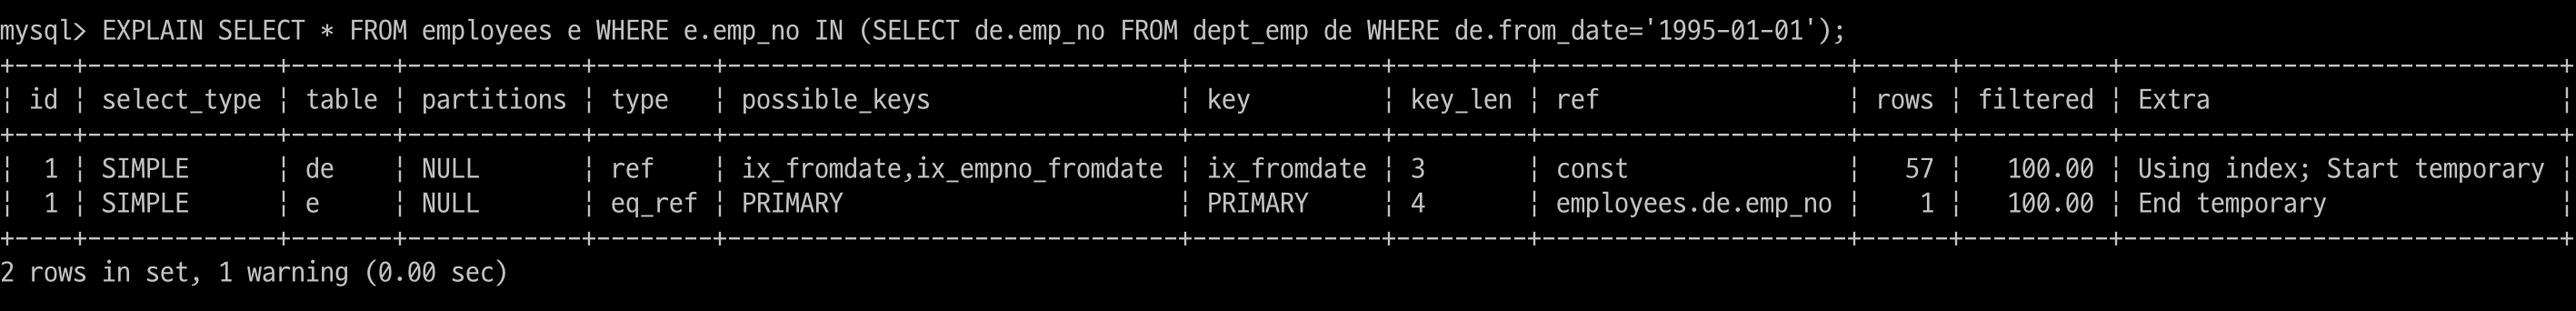 mysql> EXPLAIN SELECT * FROM employees e WHERE e.emp_no IN (SELECT de.emp_no FROM dept_emp de WHERE de.from_date='1995-01-01');
+----+-------------+-------+------------+--------+-------------------------------+-------------+---------+---------------------+------+----------+------------------------------+
| id | select_type | table | partitions | type   | possible_keys                 | key         | key_len | ref                 | rows | filtered | Extra                        |
+----+-------------+-------+------------+--------+-------------------------------+-------------+---------+---------------------+------+----------+------------------------------+
|  1 | SIMPLE      | de    | NULL       | ref    | ix_fromdate,ix_empno_fromdate | ix_fromdate | 3       | const               |   57 |   100.00 | Using index; Start temporary |
|  1 | SIMPLE      | e     | NULL       | eq_ref | PRIMARY                       | PRIMARY     | 4       | employees.de.emp_no |    1 |   100.00 | End temporary                |
+----+-------------+-------+------------+--------+-------------------------------+-------------+---------+---------------------+------+----------+------------------------------+
2 rows in set, 1 warning (0.00 sec)